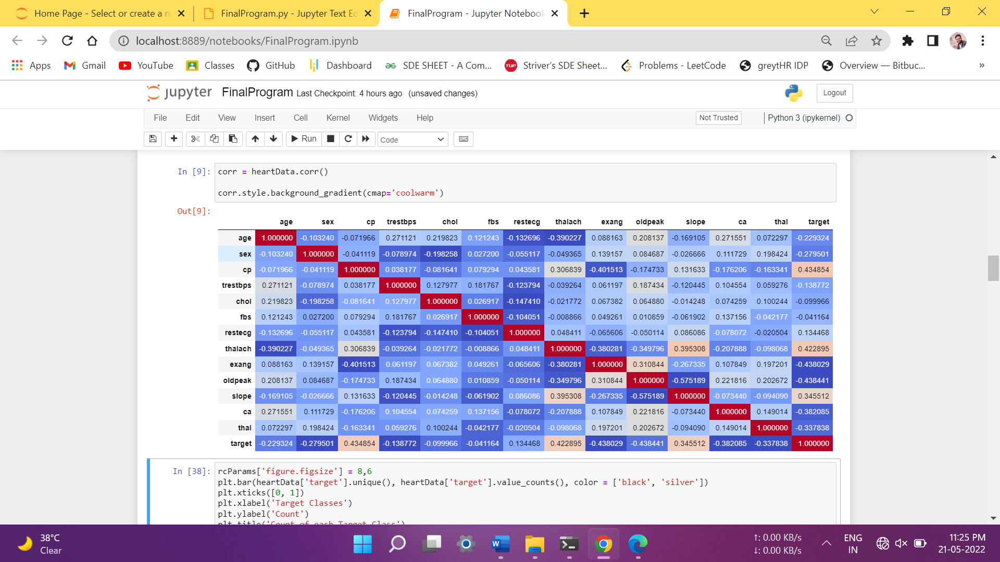 Home Page - Select or create a n
FinalProgram.py - Jupyter Text Ed
FinalProgram - Jupyter Notebook
localhost:8889/notebooks/FinalProgram.ipynb
Apps Gmail YouTube Classes GitHub Dashboard SDE SHEET - A Com... Striver's SDE Sheet... Problems - LeetCode greytHR IDP Overview — Bitbuc... »
jupyter FinalProgram Last Checkpoint: 4 hours ago (unsaved changes) Logout
File Edit View Insert Cell Kernel Widgets Help Not Trusted Python 3 (ipykernel)
Run Code
In [9]: corr = heartData.corr()
corr.style.background_gradient(cmap='coolwarm')
Out[9]:
age sex cp trestbps chol fbs restecg thalach exang oldpeak slope ca thal target
age 1.000000 -0.103240 -0.071966 0.271121 0.219823 0.121243 -0.132696 -0.390227 0.088163 0.208137 -0.169105 0.271551 0.072297 -0.229324
sex -0.103240 1.000000 -0.041119 -0.078974 -0.198258 0.027200 -0.055117 -0.049365 0.139157 0.084687 -0.026666 0.111729 0.198424 -0.279501
cp -0.071966 -0.041119 1.000000 0.038177 -0.081641 0.079294 0.043581 0.306839 -0.401513 -0.174733 0.131633 -0.176206 -0.163341 0.434854
trestbps 0.271121 -0.078974 0.038177 1.000000 0.127977 0.181767 -0.123794 -0.039264 0.061197 0.187434 -0.120445 0.104554 0.059276 -0.138772
chol 0.219823 -0.198258 -0.081641 0.127977 1.000000 0.026917 -0.147410 -0.021772 0.067382 0.064880 -0.014248 0.074259 0.100244 -0.099966
fbs 0.121243 0.027200 0.079294 0.181767 0.026917 1.000000 -0.104051 -0.008866 0.049261 0.010859 -0.061902 0.137156 -0.042177 -0.041164
restecg -0.132696 -0.055117 0.043581 -0.123794 -0.147410 -0.104051 1.000000 0.048411 -0.065606 -0.050114 0.086086 -0.078072 -0.020504 0.134468
thalach -0.390227 -0.049365 0.306839 -0.039264 -0.021772 -0.008866 0.048411 1.000000 -0.380281 -0.349796 0.395308 -0.207888 -0.098068 0.422895
exang 0.088163 0.139157 -0.401513 0.061197 0.067382 0.049261 -0.065606 -0.380281 1.000000 0.310844 -0.267335 0.107849 0.197201 -0.438029
oldpeak 0.208137 0.084687 -0.174733 0.187434 0.064880 0.010859 -0.050114 -0.349796 0.310844 1.000000 -0.575189 0.221816 0.202672 -0.438441
slope -0.169105 -0.026666 0.131633 -0.120445 -0.014248 -0.061902 0.086086 0.395308 -0.267335 -0.575189 1.000000 -0.073440 -0.094090 0.345512
ca 0.271551 0.111729 -0.176206 0.104554 0.074259 0.137156 -0.078072 -0.207888 0.107849 0.221816 -0.073440 1.000000 0.149014 -0.382085
thal 0.072297 0.198424 -0.163341 0.059276 0.100244 -0.042177 -0.020504 -0.098068 0.197201 0.202672 -0.094090 0.149014 1.000000 -0.337838
target -0.229324 -0.279501 0.434854 -0.138772 -0.099966 -0.041164 0.134468 0.422895 -0.438029 -0.438441 0.345512 -0.382085 -0.337838 1.000000
In [38]: rcParams['figure.figsize'] = 8,6
plt.bar(heartData['target'].unique(), heartData['target'].value_counts(), color = ['black', 'silver'])
plt.xticks([0, 1])
plt.xlabel('Target Classes')
plt.ylabel('Count')
plt.title('Count of each Target Class')
38°C
Clear
↑: 0.00 KB/s
↓: 0.00 KB/s
ENG
IN
11:25 PM
21-05-2022